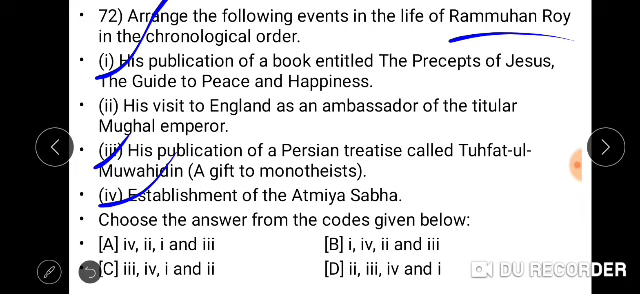 • 72) Arrange the following events in the life of Rammuhan Roy
in the chronological order.
• (i) His publication of a book entitled The Precepts of Jesus,
The Guide to Peace and Happiness.
• (ii) His visit to England as an ambassador of the titular
Mughal emperor.
• (iii) His publication of a Persian treatise called Tuhfat-ul-
Muwahidin (A gift to monotheists).
• (iv) Establishment of the Atmiya Sabha.
• Choose the answer from the codes given below:
• [A] iv, ii, i and iii [B] i, iv, ii and iii
• [C] iii, iv, i and ii [D] ii, iii, iv and i
DU RECORDER